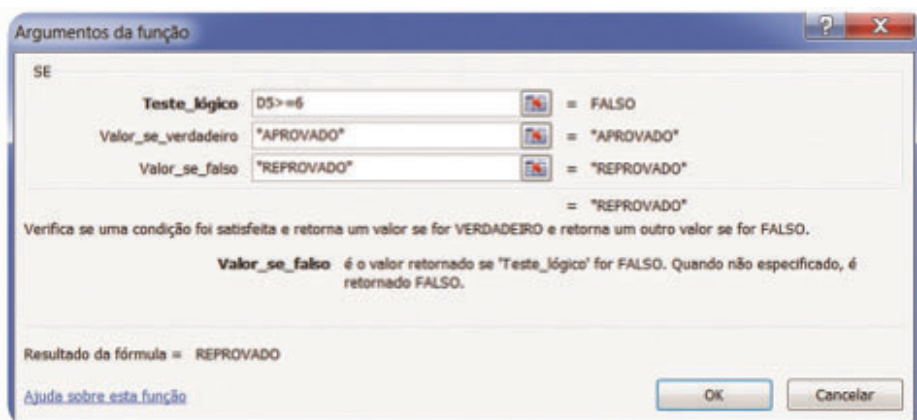 Argumentos da função
SE
Teste_lógico D5>=6 = FALSO
Valor_se_verdadeiro "APROVADO" = "APROVADO"
Valor_se_falso "REPROVADO" = "REPROVADO"
= "REPROVADO"
Verifica se uma condição foi satisfeita e retorna um valor se for VERDADEIRO e retorna um outro valor se for FALSO.
Valor_se_falso é o valor retornado se 'Teste_lógico' for FALSO. Quando não especificado, é
retornado FALSO.
Resultado da fórmula = REPROVADO
Ajuda sobre esta função OK Cancelar